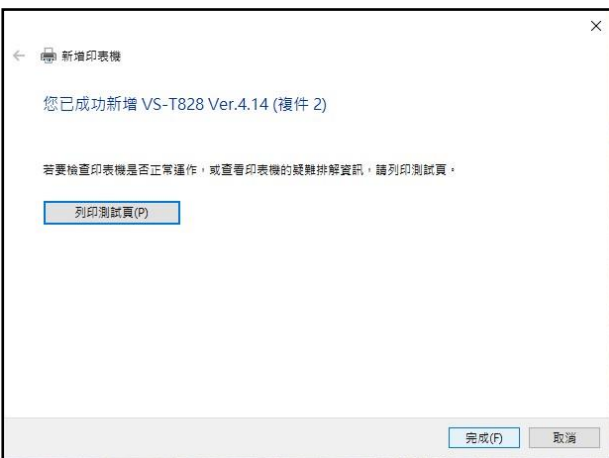 新增印表機
您已成功新增 VS-T828 Ver.4.14 (複件 2)
若要檢查印表機是否正常運作，或查看印表機的疑難排解資訊，請列印測試頁。
列印測試頁(P)
完成(F)
取消